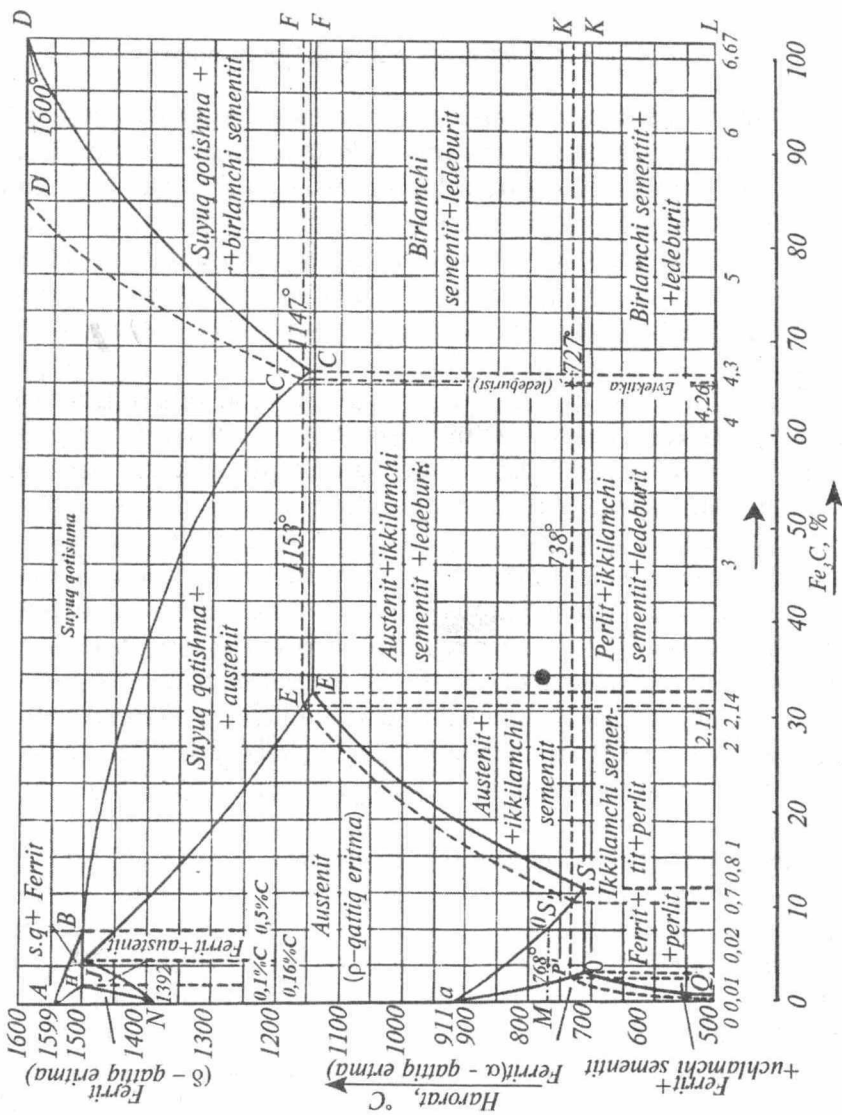 D
F
F
K
K
L
1600°
D'
Suyuq qotishma +
+birlamchi sementit
Birlamchi
sementit+ledeburit
Birlamchi sementit+
+ledeburit
1147°
727°
C
C
(ledeburist)
Evtektika
4,26
Suyuq qotishma
Suyuq qotishma+
+ austenit
1153°
738°
Austenit+ikkilamchi
sementit +ledeburk
Perlit+ikkilamchi
sementit+ledeburit
E
E
Austenit+
+ikkilamchi
sementit
Ikkilamchi semen-
tit+perlit
2,11
s.q+ Ferrit
A
B
H
J
N
1392
Ferrit+austenit
0,1%C 0,5%C
0,16%C
Austenit
(ρ-qattiq eritma)
a
768°
0
S'
S
P'
M
Q
Ferrit+
+perlit
1600
1599
1500
1400
1300
1200
1100
1000
911
900
800
700
600
500
Harorat, °C
Ferrit
(δ – qattiq eritma)
Ferrit(α - qattiq eritma)
Ferrit+
+uchlamchi sementit
0 0,01 0,02 0,7 0,8 1 2 2,14 3 4 4,3 5 6 6,67
0 10 20 30 40 50 60 70 80 90 100
Fe₃C, %